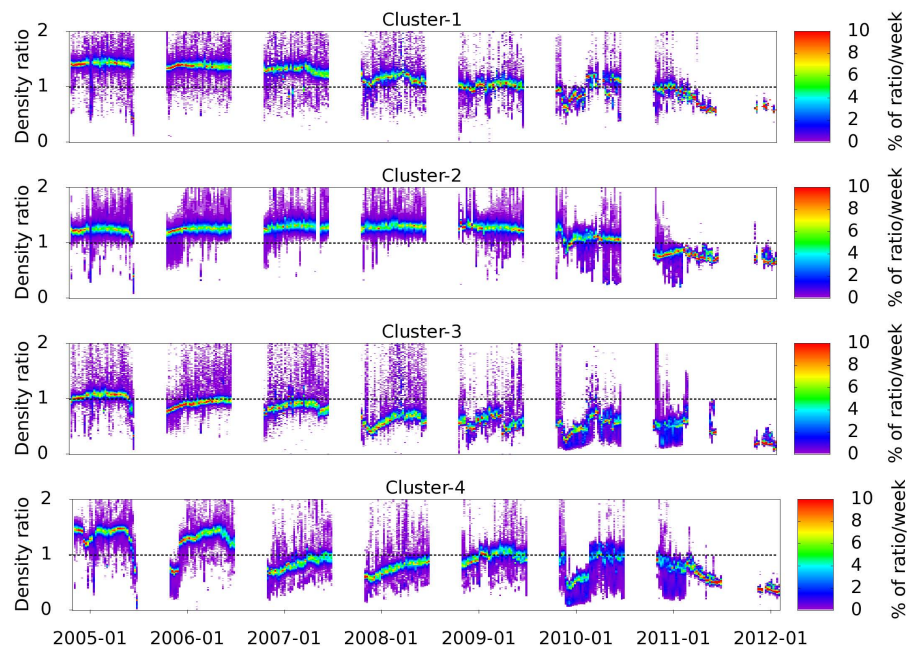 Cluster-1
Density ratio
2
1
0
10
8
6
4
2
0
% of ratio/week
Cluster-2
Density ratio
2
1
0
10
8
6
4
2
0
% of ratio/week
Cluster-3
Density ratio
2
1
0
10
8
6
4
2
0
% of ratio/week
Cluster-4
Density ratio
2
1
0
10
8
6
4
2
0
% of ratio/week
2005-01 2006-01 2007-01 2008-01 2009-01 2010-01 2011-01 2012-01